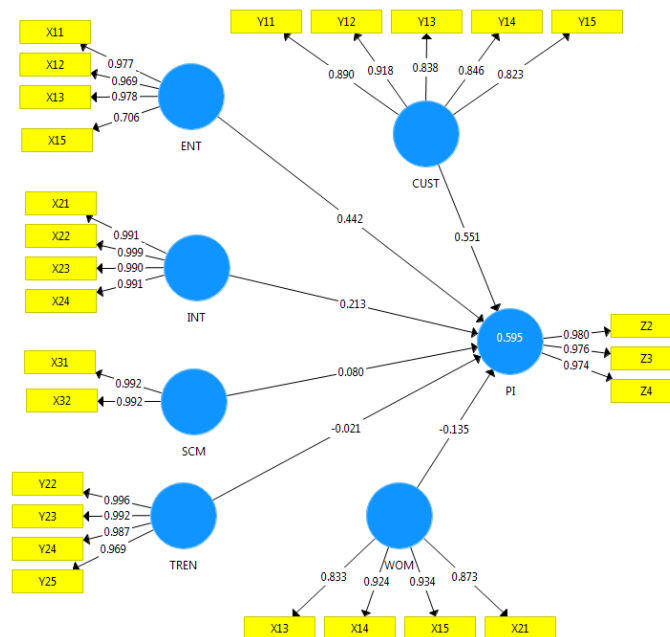 X11
X12
X13
X15
0.977
0.969
0.978
0.706
ENT
Y11
Y12
Y13
Y14
Y15
0.890
0.918
0.838
0.846
0.823
CUST
0.442
0.551
X21
X22
X23
X24
0.991
0.999
0.990
0.991
INT
0.213
X31
X32
0.992
0.992
SCM
0.080
0.595
PI
0.980
0.976
0.974
Z2
Z3
Z4
-0.021
-0.135
Y22
Y23
Y24
Y25
0.996
0.992
0.987
0.969
TREN
WOM
0.833
0.924
0.934
0.873
X13
X14
X15
X21